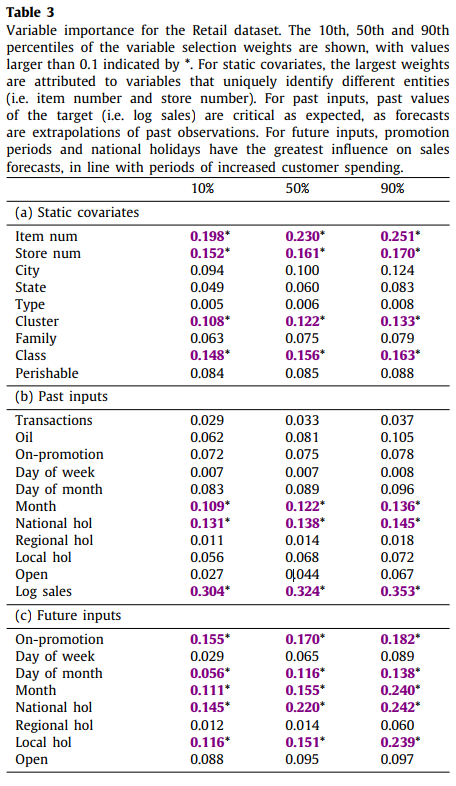 Table 3
Variable importance for the Retail dataset. The 10th, 50th and 90th
percentiles of the variable selection weights are shown, with values
larger than 0.1 indicated by *. For static covariates, the largest weights
are attributed to variables that uniquely identify different entities
(i.e. item number and store number). For past inputs, past values
of the target (i.e. log sales) are critical as expected, as forecasts
are extrapolations of past observations. For future inputs, promotion
periods and national holidays have the greatest influence on sales
forecasts, in line with periods of increased customer spending.
10% 50% 90%
(a) Static covariates
Item num 0.198* 0.230* 0.251*
Store num 0.152* 0.161* 0.170*
City 0.094 0.100 0.124
State 0.049 0.060 0.083
Type 0.005 0.006 0.008
Cluster 0.108* 0.122* 0.133*
Family 0.063 0.075 0.079
Class 0.148* 0.156* 0.163*
Perishable 0.084 0.085 0.088
(b) Past inputs
Transactions 0.029 0.033 0.037
Oil 0.062 0.081 0.105
On-promotion 0.072 0.075 0.078
Day of week 0.007 0.007 0.008
Day of month 0.083 0.089 0.096
Month 0.109* 0.122* 0.136*
National hol 0.131* 0.138* 0.145*
Regional hol 0.011 0.014 0.018
Local hol 0.056 0.068 0.072
Open 0.027 0.044 0.067
Log sales 0.304* 0.324* 0.353*
(c) Future inputs
On-promotion 0.155* 0.170* 0.182*
Day of week 0.029 0.065 0.089
Day of month 0.056* 0.116* 0.138*
Month 0.111* 0.155* 0.240*
National hol 0.145* 0.220* 0.242*
Regional hol 0.012 0.014 0.060
Local hol 0.116* 0.151* 0.239*
Open 0.088 0.095 0.097